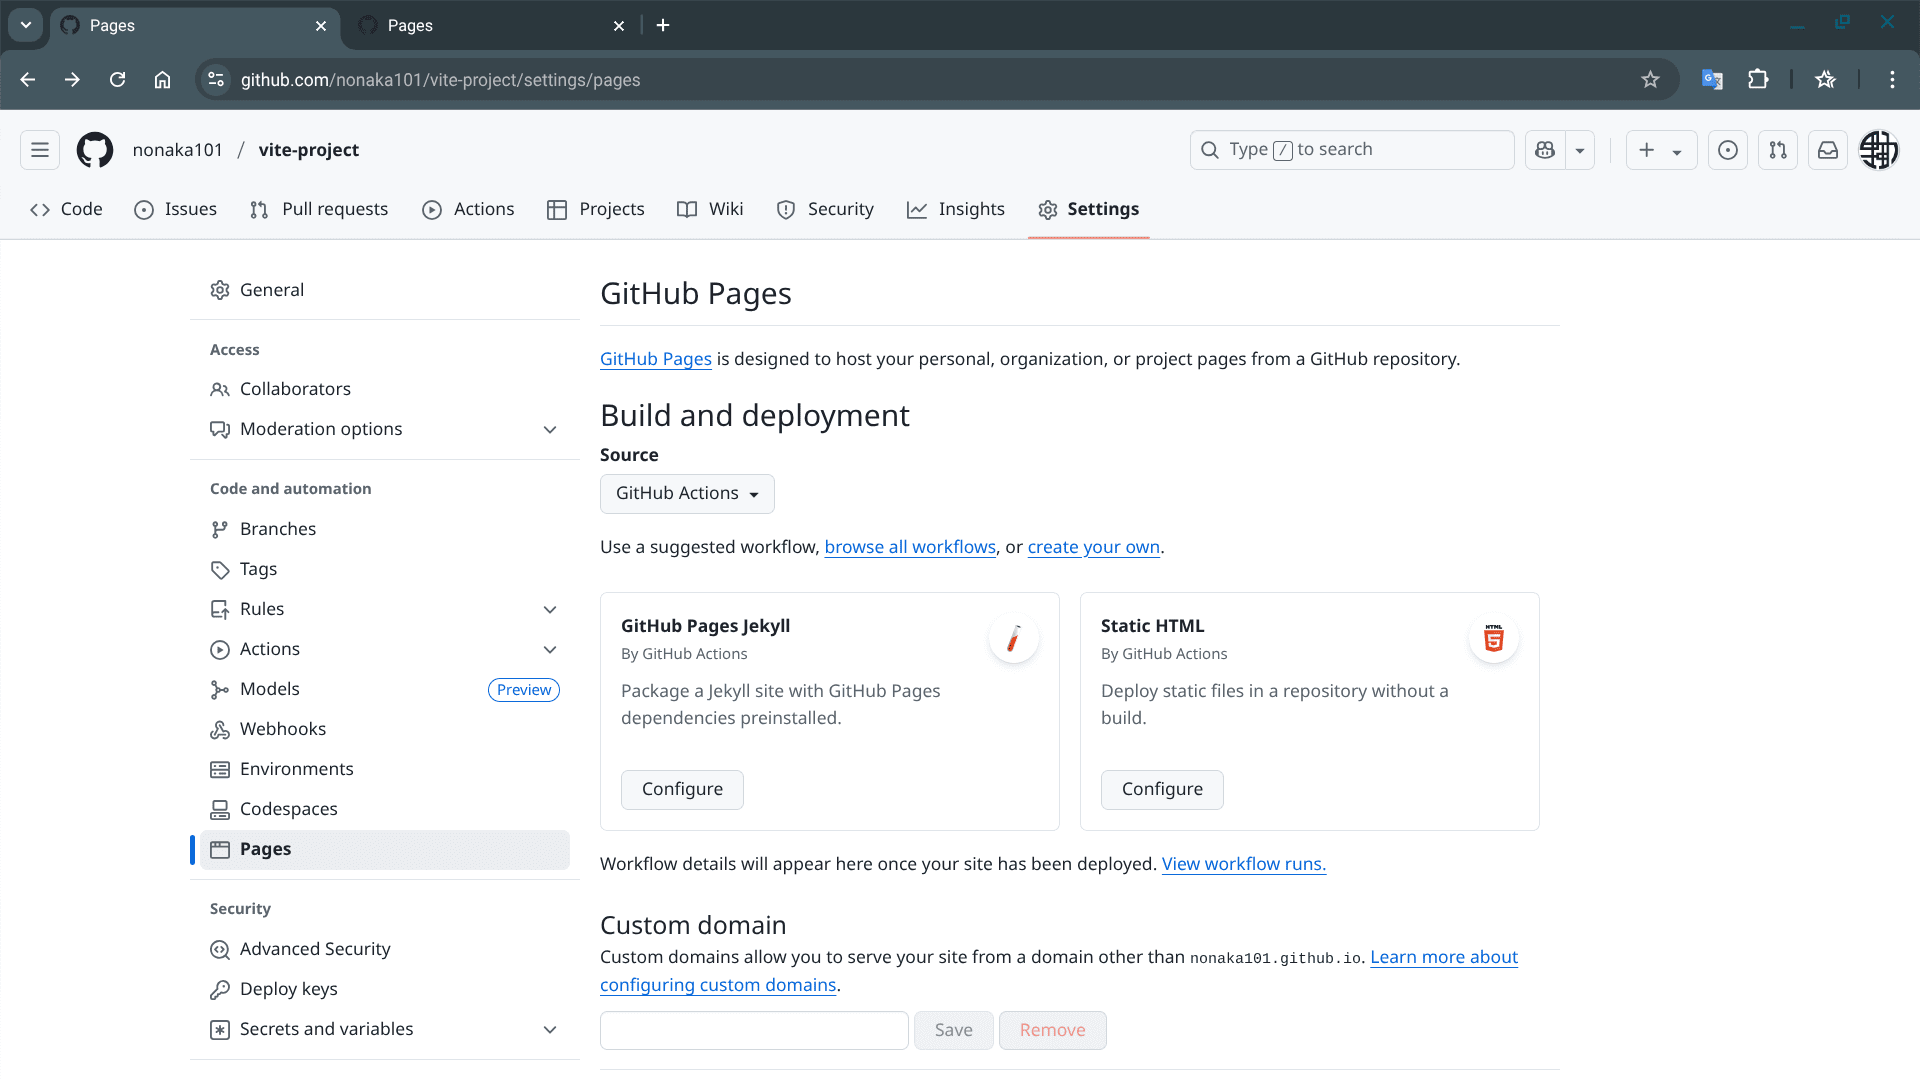 Pages
Pages
github.com/nonaka101/vite-project/settings/pages
nonaka101 / vite-project
Type / to search
Code
Issues
Pull requests
Actions
Projects
Wiki
Security
Insights
Settings
General
Access
Collaborators
Moderation options
Code and automation
Branches
Tags
Rules
Actions
Models
Preview
Webhooks
Environments
Codespaces
Pages
Security
Advanced Security
Deploy keys
Secrets and variables
GitHub Pages
GitHub Pages is designed to host your personal, organization, or project pages from a GitHub repository.
Build and deployment
Source
GitHub Actions
Use a suggested workflow, browse all workflows, or create your own.
GitHub Pages Jekyll
By GitHub Actions
Package a Jekyll site with GitHub Pages
dependencies preinstalled.
Configure
Static HTML
By GitHub Actions
HTML
5
Deploy static files in a repository without a
build.
Configure
Workflow details will appear here once your site has been deployed. View workflow runs.
Custom domain
Custom domains allow you to serve your site from a domain other than nonaka101.github.io. Learn more about
configuring custom domains.
Save
Remove